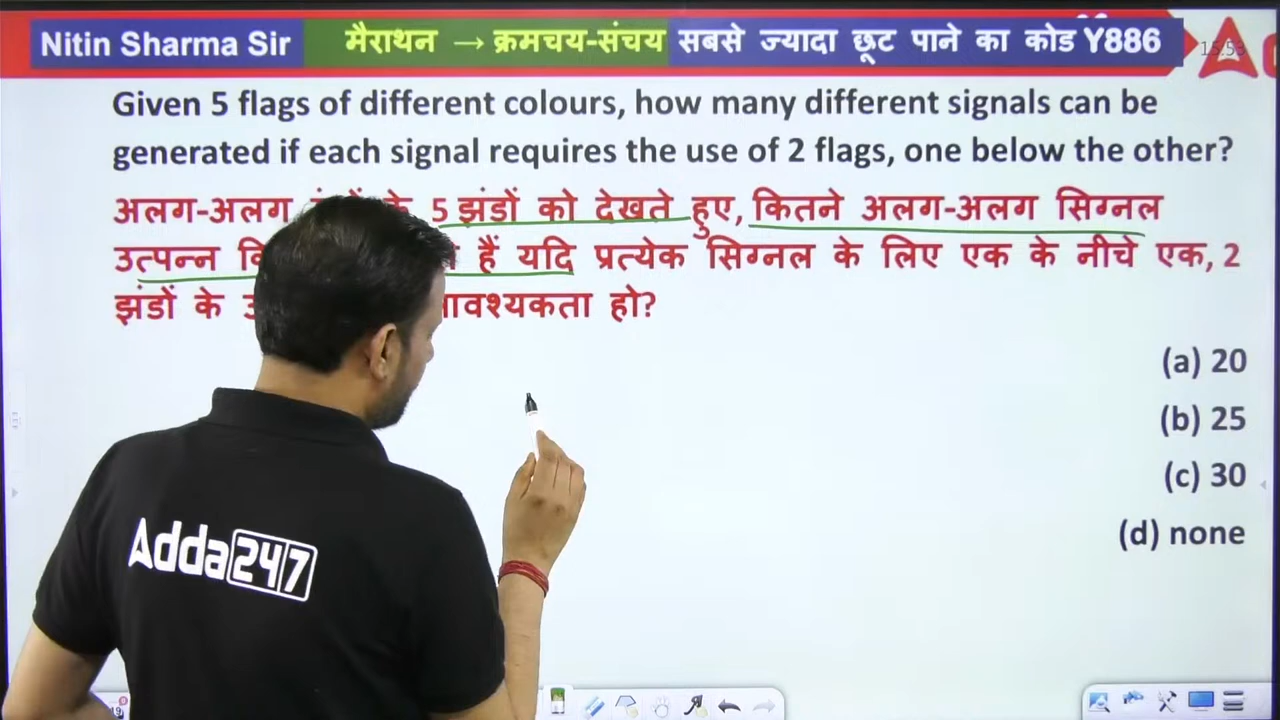 Nitin Sharma Sir
मैराथन → क्रमचय-संचय
सबसे ज्यादा छूट पाने का कोड Y886
15:53
Given 5 flags of different colours, how many different signals can be
generated if each signal requires the use of 2 flags, one below the other?
अलग-अलग के 5 झंडों को देखते हुए, कितने अलग-अलग सिग्नल
उत्पन्न हैं यदि प्रत्येक सिग्नल के लिए एक के नीचे एक, 2
झंडों के हो?
(a) 20
(b) 25
(c) 30
(d) none
Adda247